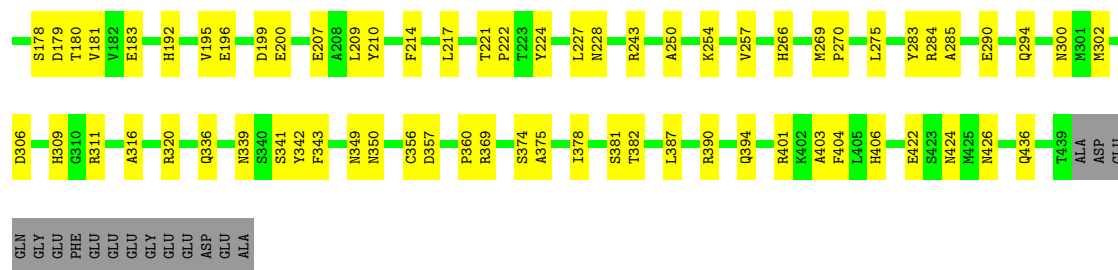 S178 D179 T180 V181 V182 E183 H192 V195 E196 D199 E200 E207 A208 L209 Y210 F214 L217 T221 P222 T223 Y224 L227 N228 R243 A250 K254 V257 H266 M269 P270 L275 Y283 R284 A285 E290 Q294 N300 M301 M302
D306 H309 G310 R311 A316 R320 Q336 N339 S340 S341 Y342 F343 N349 N350 C356 D357 P360 R369 S374 A375 I378 S381 T382 L387 R390 Q394 R401 K402 A403 F404 L405 H406 E422 S423 N424 M425 N426 Q436 T439 ALA ASP GLU
GLN GLY GLU PHE GLU GLU GLU GLY GLU GLU ASP GLU ALA